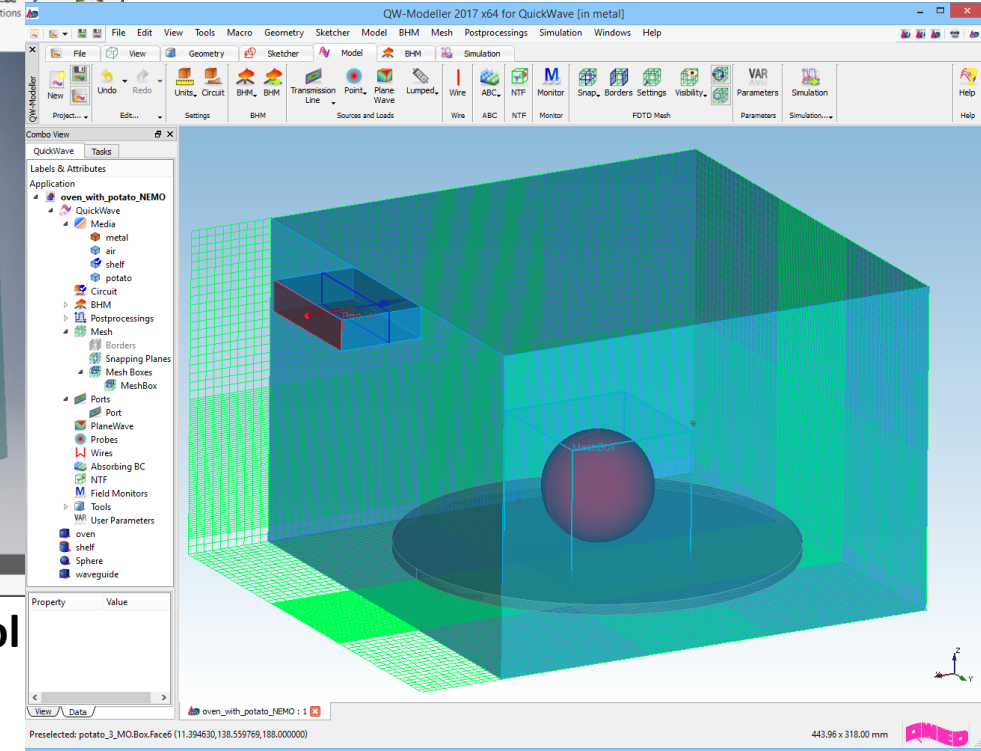 tions
QW-Modeller 2017 x64 for QuickWave [in metal]
File Edit View Tools Macro Geometry Sketcher Model BHM Mesh Postprocessing Simulation Windows Help
File View Geometry Sketcher Model BHM Simulation
QW-Modeller
New Undo Redo Units Circuit BHM BHM Transmission Line Point Plane Wave Lumped Wire ABC NTF Monitor Snap Borders Settings Visibility Parameters Simulation Help
VAR
Project... Edit... Settings BHM Sources and Loads Wire ABC NTF Monitor FDTD Mesh Parameters Simulation... Help
Combo View
QuickWave Tasks
Labels & Attributes
Application
oven_with_potato_NEMO
QuickWave
Media
metal
air
shelf
potato
Circuit
BHM
Postprocessings
Mesh
Borders
Snapping Planes
Mesh Boxes
MeshBox
Ports
Port
PlaneWave
Probes
Wires
Absorbing BC
NTF
M Field Monitors
Tools
VAR User Parameters
oven
shelf
Sphere
waveguide
MeshBox
Property Value
ol
Z
Y
View Data
oven_with_potato_NEMO : 1
Preselected: potato_3_MO.Box.Face6 (11.394630,138.559769,188.000000)
443.96 x 318.00 mm
QWED